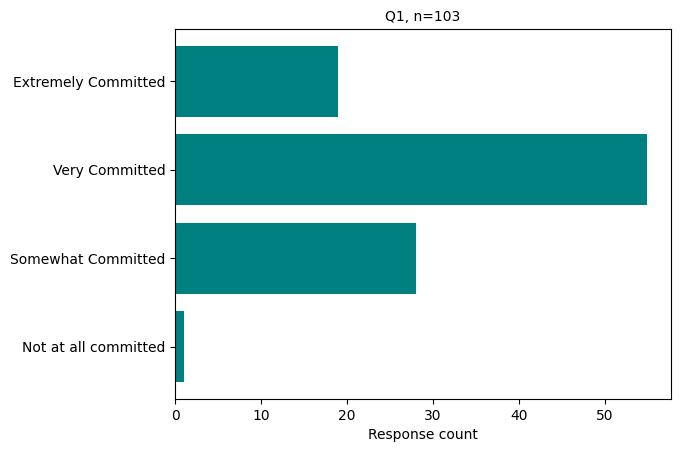 Q1, n=103
Extremely Committed
Very Committed
Somewhat Committed
Not at all committed
0 10 20 30 40 50
Response count